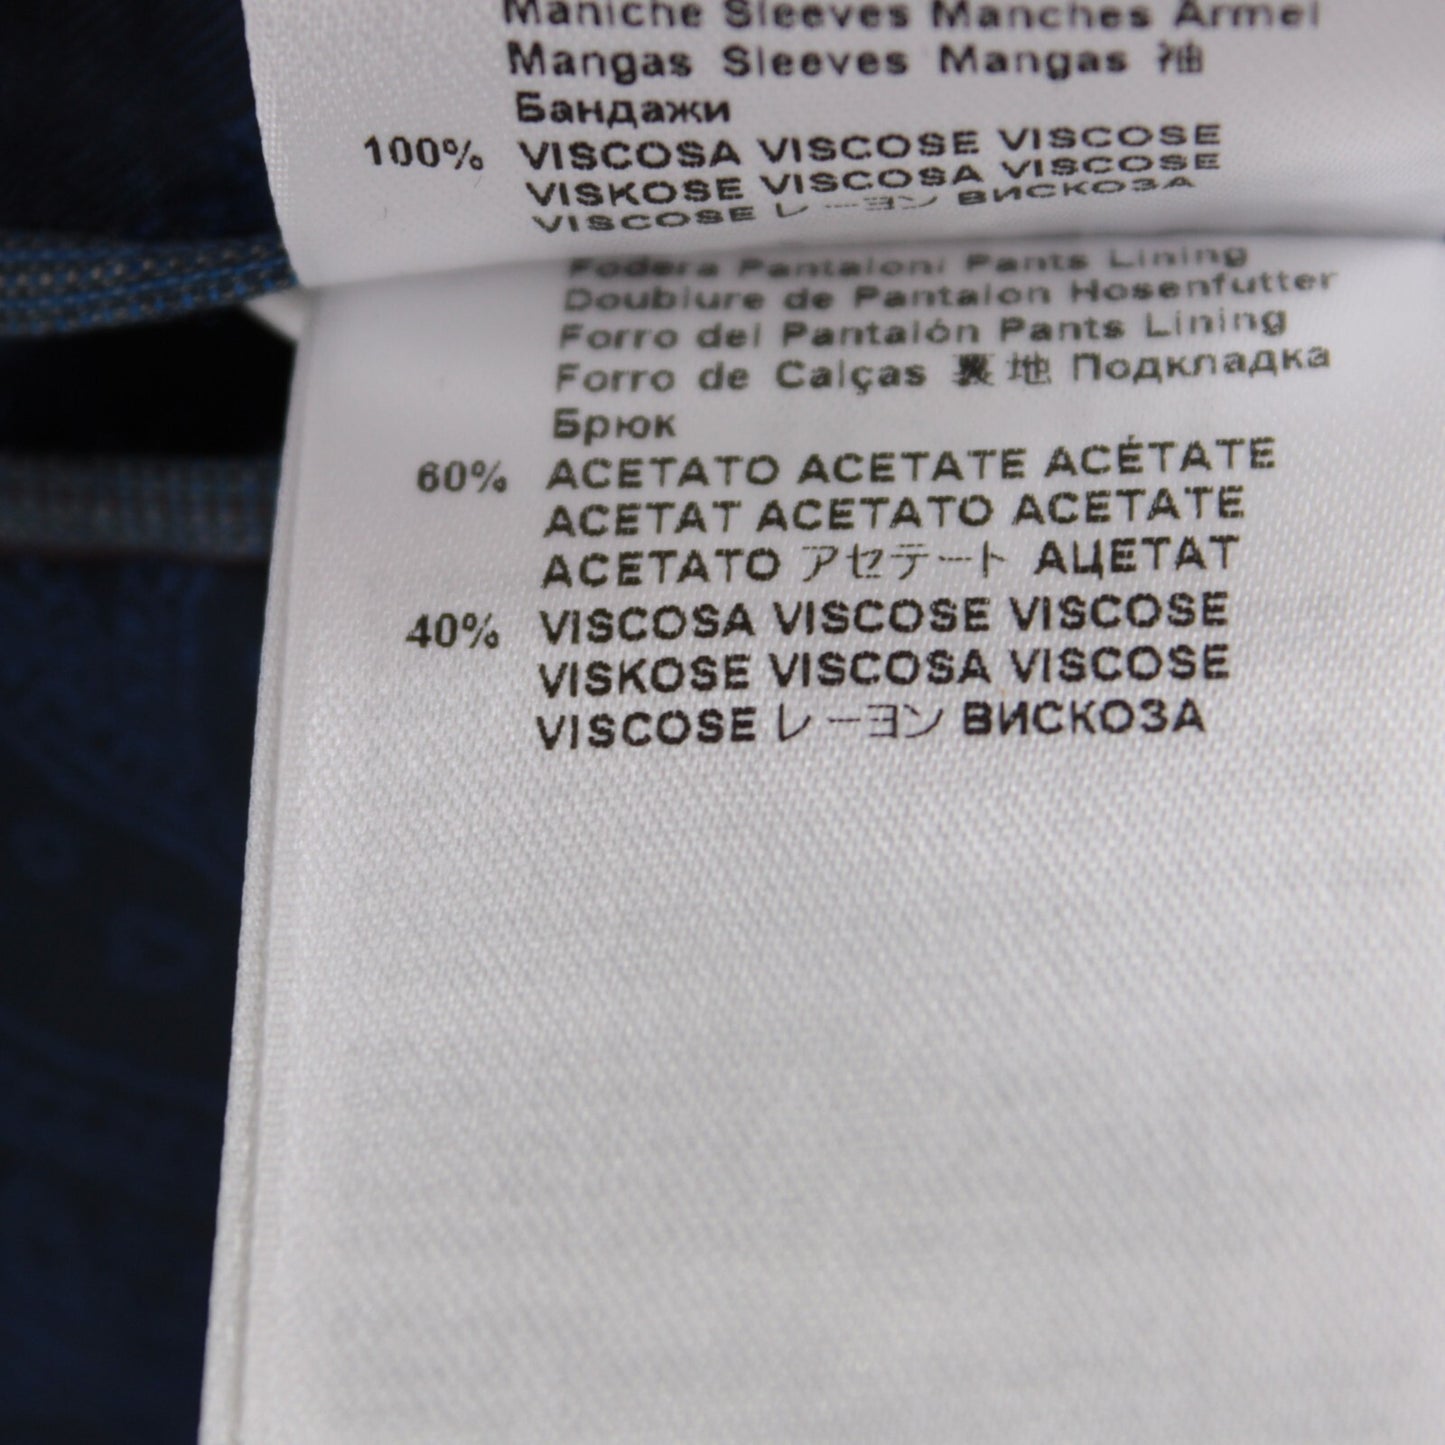 Maniche Sleeves Manches Ärmel
Mangas Sleeves Mangas 袖
Бандажи
100% VISCOSA VISCOSE VISCOSE
VISKOSE VISCOSA VISCOSE
VISCOSE レーヨン ВИСКОЗА
Fodera Pantaloni Pants Lining
Doublure de Pantalon Hosenfutter
Forro del Pantalón Pants Lining
Forro de Calças 裏地 Подкладка
Брюк
60% ACETATO ACETATE ACÉTATE
ACETAT ACETATO ACETATE
ACETATO アセテート АЦЕТАТ
40% VISCOSA VISCOSE VISCOSE
VISKOSE VISCOSA VISCOSE
VISCOSE レーヨン ВИСКОЗА